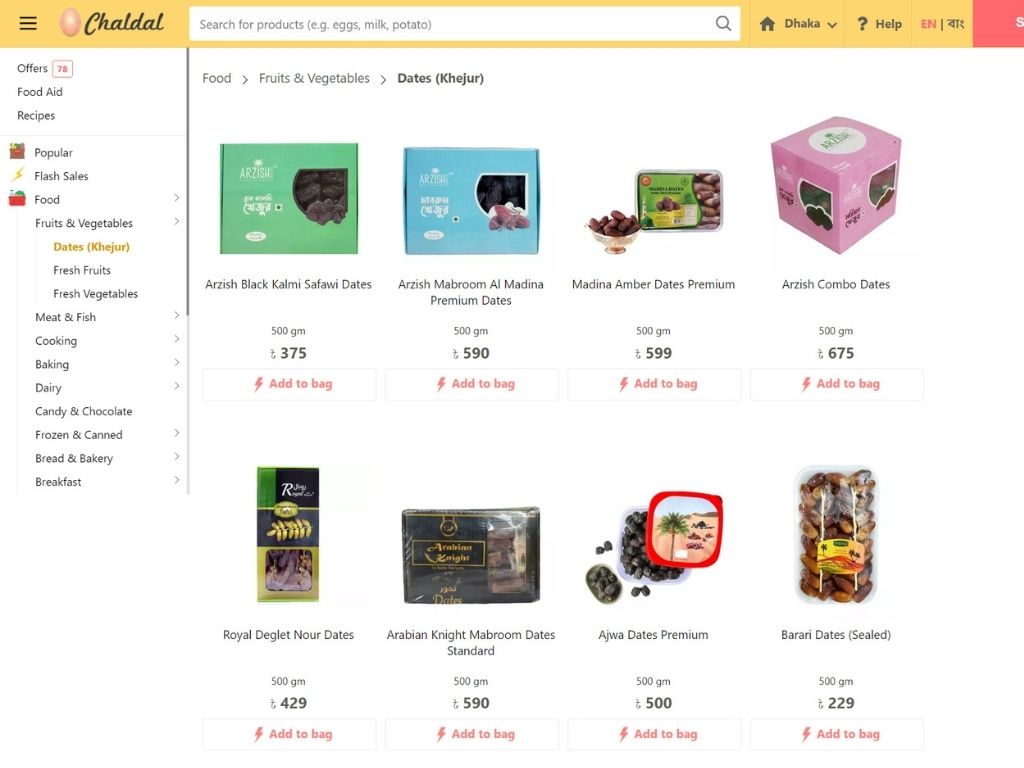 Chaldal
Search for products (e.g. eggs, milk, potato)
Dhaka
? Help
EN | বাং
S
Offers 78
Food Aid
Recipes
Popular
Flash Sales
Food
Fruits & Vegetables
Dates (Khejur)
Fresh Fruits
Fresh Vegetables
Meat & Fish
Cooking
Baking
Dairy
Candy & Chocolate
Frozen & Canned
Bread & Bakery
Breakfast
Food > Fruits & Vegetables > Dates (Khejur)
ARZISH
খেজুর
ARZISH
মাবরুম
খেজুর
MADINA DATES
ARZISH
ARZISH
খেজুর
Arzish Black Kalmi Safawi Dates
500 gm
৳ 375
Add to bag
Arzish Mabroom Al Madina
Premium Dates
500 gm
৳ 590
Add to bag
Madina Amber Dates Premium
500 gm
৳ 599
Add to bag
Arzish Combo Dates
500 gm
৳ 675
Add to bag
رويال
Royal
Arabian
Knight
تمور
Dates
Royal Deglet Nour Dates
500 gm
৳ 429
Add to bag
Arabian Knight Mabroom Dates
Standard
500 gm
৳ 590
Add to bag
Ajwa Dates Premium
500 gm
৳ 500
Add to bag
Barari Dates (Sealed)
500 gm
৳ 229
Add to bag